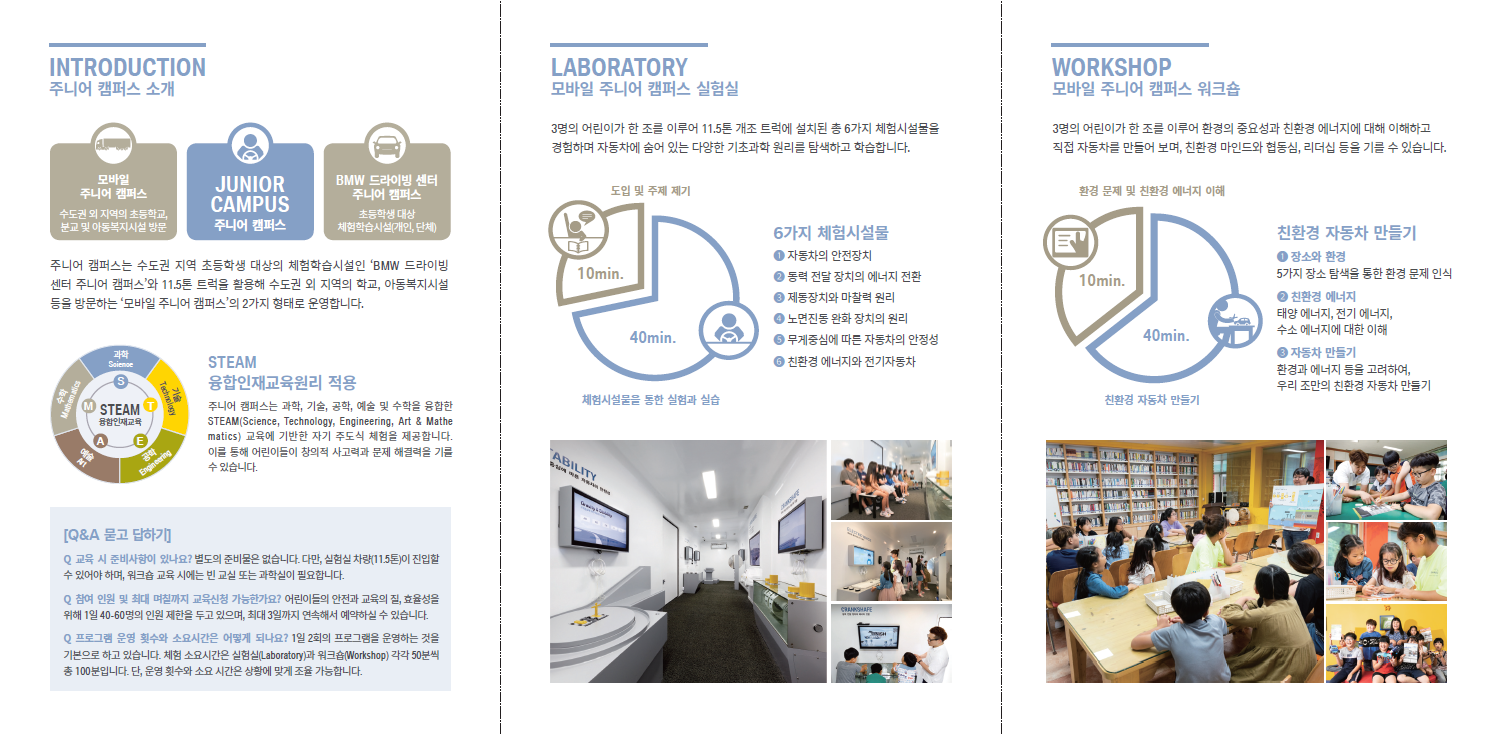 INTRODUCTION
주니어 캠퍼스 소개
모바일
주니어 캠퍼스
수도권 외 지역의 초등학교,
분교 및 아동복지시설 방문
JUNIOR
CAMPUS
주니어 캠퍼스
BMW 드라이빙 센터
주니어 캠퍼스
초등학생 대상
체험학습시설(개인, 단체)
주니어 캠퍼스는 수도권 지역 초등학생 대상의 체험학습시설인 ‘BMW 드라이빙
센터 주니어 캠퍼스’와 11.5톤 트럭을 활용해 수도권 외 지역의 학교, 아동복지시설
등을 방문하는 ‘모바일 주니어 캠퍼스’의 2가지 형태로 운영합니다.
과학
Soienoe
기술
Technology
공학
Engineering
예술
Art
수학
Mathematics
S
T
E
A
M
STEAM
융합인재교육
STEAM
융합인재교육원리 적용
주니어 캠퍼스는 과학, 기술, 공학, 예술 및 수학을 융합한
STEAM(Science, Technology, Engineering, Art & Mathe
matics) 교육에 기반한 자기 주도식 체험을 제공합니다.
이를 통해 어린이들이 창의적 사고력과 문제 해결력을 기를
수 있습니다.
[Q&A 묻고 답하기]
Q 교육 시 준비사항이 있나요? 별도의 준비물은 없습니다. 다만, 실험실 차량(11.5톤)이 진입할
수 있어야 하며, 워크숍 교육 시에는 빈 교실 또는 과학실이 필요합니다.
Q 참여 인원 및 최대 며칠까지 교육신청 가능한가요? 어린이들의 안전과 교육의 질, 효율성을
위해 1일 40-60명의 인원 제한을 두고 있으며, 최대 3일까지 연속해서 예약하실 수 있습니다.
Q 프로그램 운영 횟수와 소요시간은 어떻게 되나요? 1일 2회의 프로그램을 운영하는 것을
기본으로 하고 있습니다. 체험 소요시간은 실험실(Laboratory)과 워크숍(Workshop) 각각 50분씩
총 100분입니다. 단, 운영 횟수와 소요 시간은 상황에 맞게 조율 가능합니다.
LABORATORY
모바일 주니어 캠퍼스 실험실
3명의 어린이가 한 조를 이루어 11.5톤 개조 트럭에 설치된 총 6가지 체험시설물을
경험하며 자동차에 숨어 있는 다양한 기초과학 원리를 탐색하고 학습합니다.
도입 및 주제 제기
10min.
40min.
체험시설물을 통한 실험과 실습
6가지 체험시설물
1 자동차의 안전장치
2 동력 전달 장치의 에너지 전환
3 제동장치와 마찰력 원리
4 노면진동 완화 장치의 원리
5 무게중심에 따른 자동차의 안정성
6 친환경 에너지와 전기자동차
ABILITY
CRANKSHAFT
WORKSHOP
모바일 주니어 캠퍼스 워크숍
3명의 어린이가 한 조를 이루어 환경의 중요성과 친환경 에너지에 대해 이해하고
직접 자동차를 만들어 보며, 친환경 마인드와 협동심, 리더십 등을 기를 수 있습니다.
환경 문제 및 친환경 에너지 이해
10min.
40min.
친환경 자동차 만들기
친환경 자동차 만들기
1 장소와 환경
5가지 장소 탐색을 통한 환경 문제 인식
2 친환경 에너지
태양 에너지, 전기 에너지,
수소 에너지에 대한 이해
3 자동차 만들기
환경과 에너지 등을 고려하여,
우리 조만의 친환경 자동차 만들기